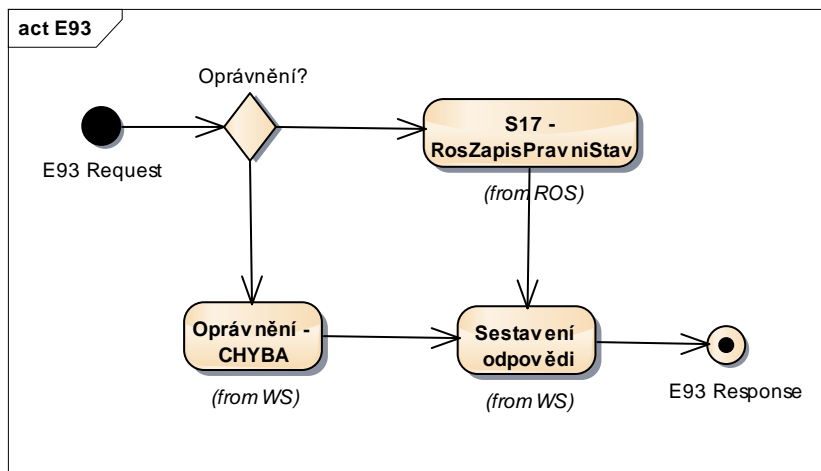 act E93
Oprávnění?
S17 -
RosZapisPravniStav
E93 Request
(from ROS)
Oprávnění -
CHYBA
Sestavení
odpovědi
(from WS)
(from WS)
E93 Response